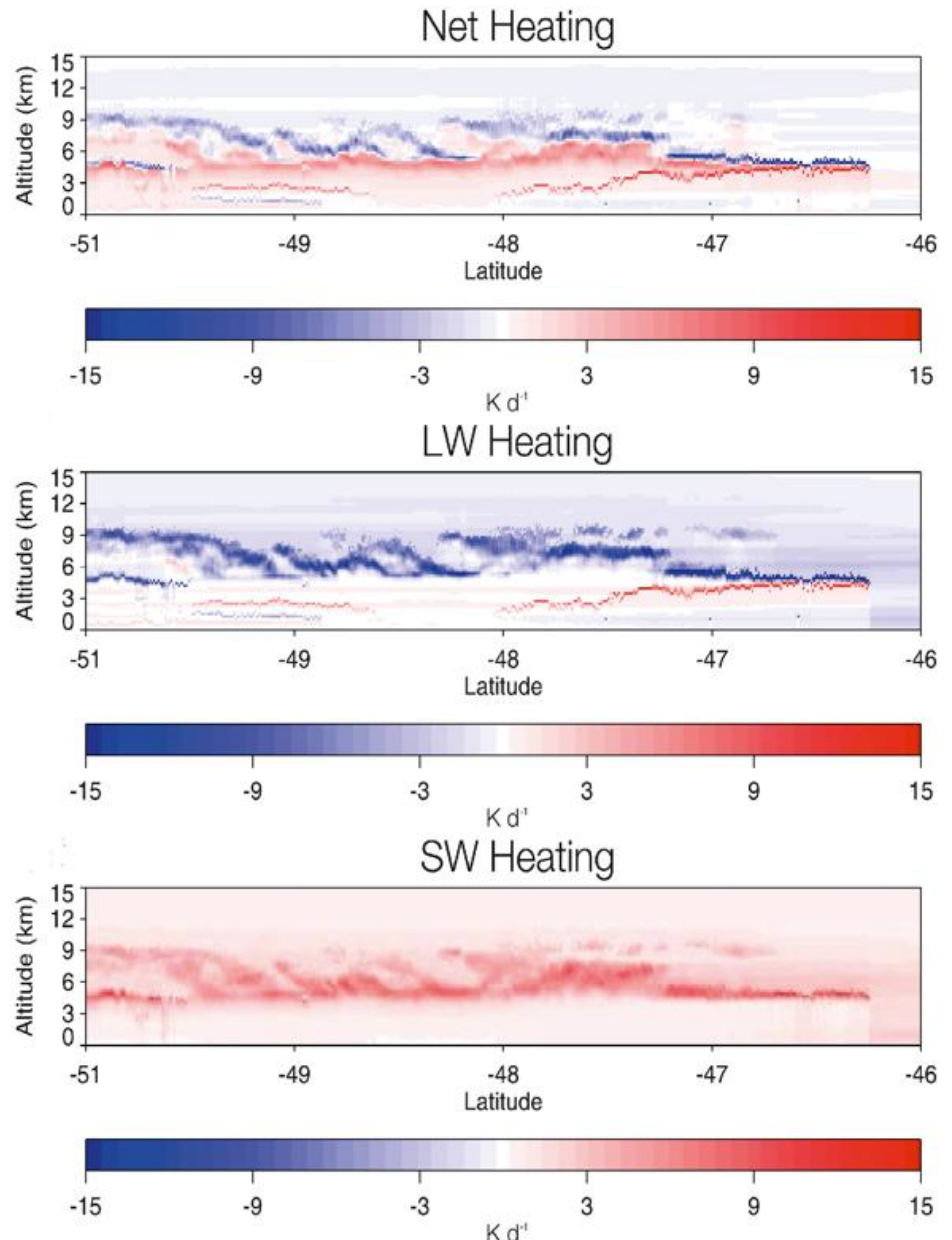 Net Heating
Altitude (km)
15
12
9
6
3
0
-51 -49 -48 -47 -46
Latitude
-15 -9 -3 3 9 15
K d⁻¹
LW Heating
Altitude (km)
15
12
9
6
3
0
-51 -49 -48 -47 -46
Latitude
-15 -9 -3 3 9 15
K d⁻¹
SW Heating
Altitude (km)
15
12
9
6
3
0
-51 -49 -48 -47 -46
Latitude
-15 -9 -3 3 9 15
K d⁻¹